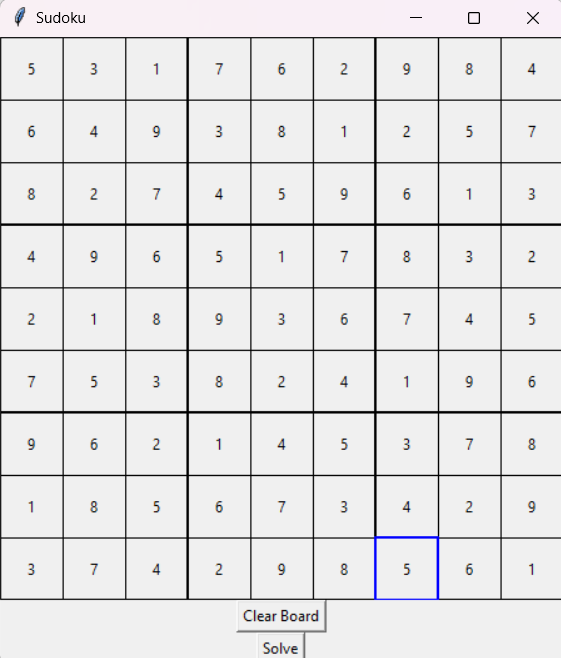 Sudoku
5 3 1 7 6 2 9 8 4
6 4 9 3 8 1 2 5 7
8 2 7 4 5 9 6 1 3
4 9 6 5 1 7 8 3 2
2 1 8 9 3 6 7 4 5
7 5 3 8 2 4 1 9 6
9 6 2 1 4 5 3 7 8
1 8 5 6 7 3 4 2 9
3 7 4 2 9 8 5 6 1
Clear Board
Solve